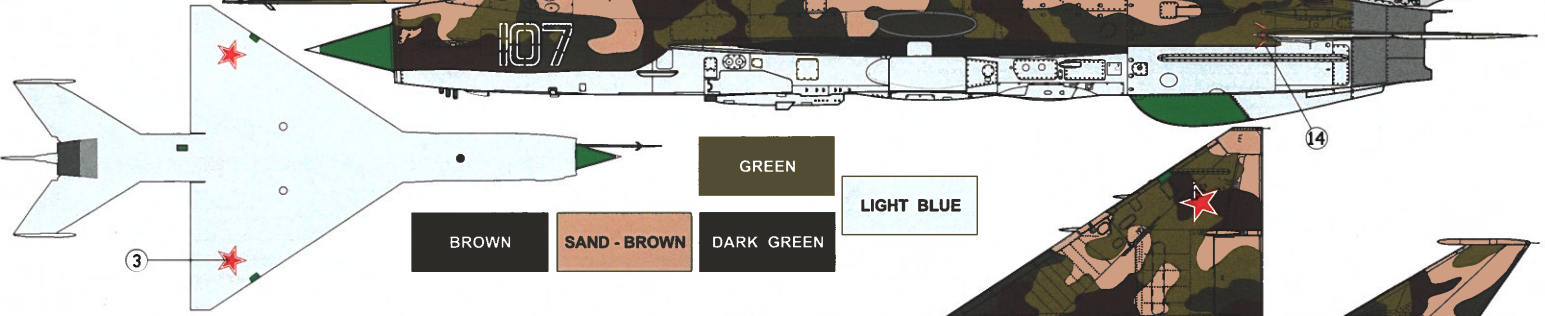 107
14
GREEN
LIGHT BLUE
BROWN
SAND - BROWN
DARK GREEN
3
E